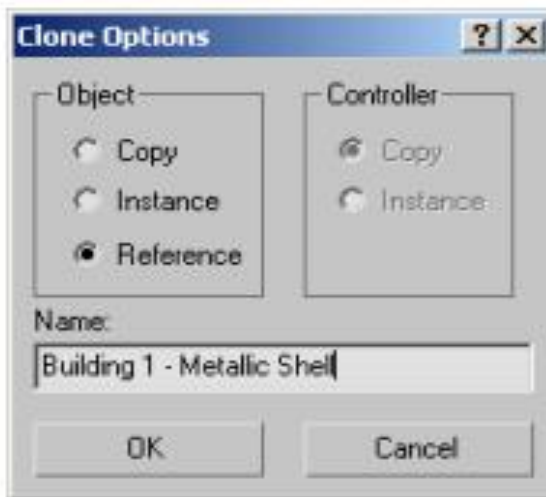 Clone Options
Object
Controller
Copy
Copy
Instance
Instance
Reference
Name:
Building 1 - Metallic Shell
OK
Cancel